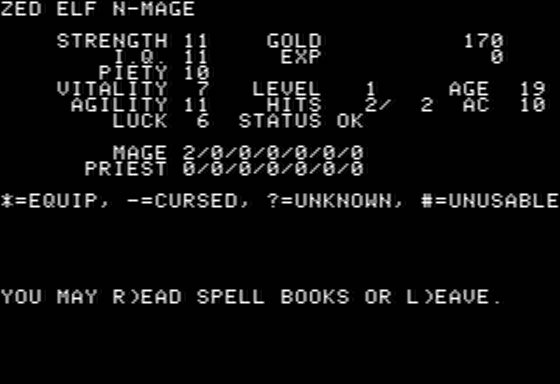 ZED ELF N-MAGE
STRENGTH 11 GOLD 170
I.Q. 11 EXP 0
PIETY 10
VITALITY 7 LEVEL 1 AGE 19
AGILITY 11 HITS 2/ 2 AC 10
LUCK 6 STATUS OK
MAGE 2/0/0/0/0/0/0
PRIEST 0/0/0/0/0/0/0
*=EQUIP, -=CURSED, ?=UNKNOWN, #=UNUSABLE
YOU MAY R)EAD SPELL BOOKS OR L)EAVE.